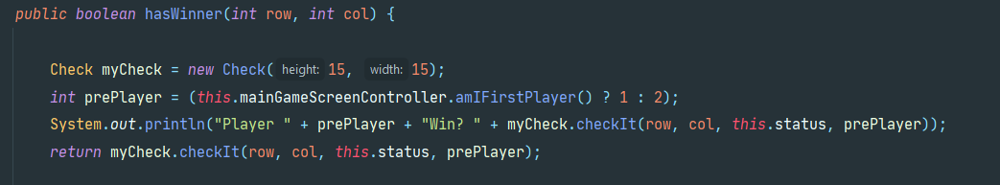 public boolean hasWinner(int row, int col) {
Check myCheck = new Check( height: 15, width: 15);
int prePlayer = (this.mainGameScreenController.amIFirstPlayer() ? 1 : 2);
System.out.println("Player " + prePlayer + "Win? " + myCheck.checkIt(row, col, this.status, prePlayer));
return myCheck.checkIt(row, col, this.status, prePlayer);